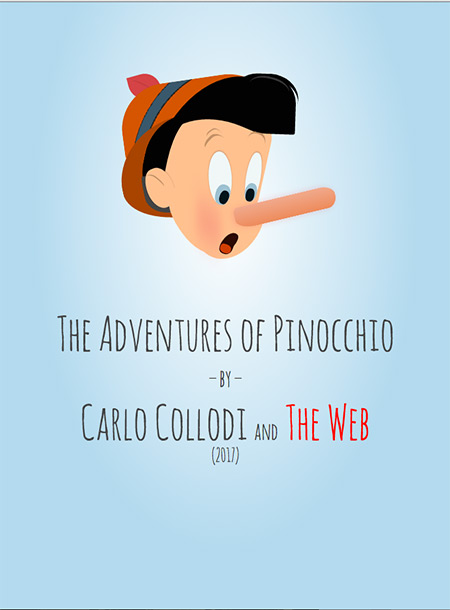 The Adventures of Pinocchio
– by –
Carlo Collodi and The Web
(2017)